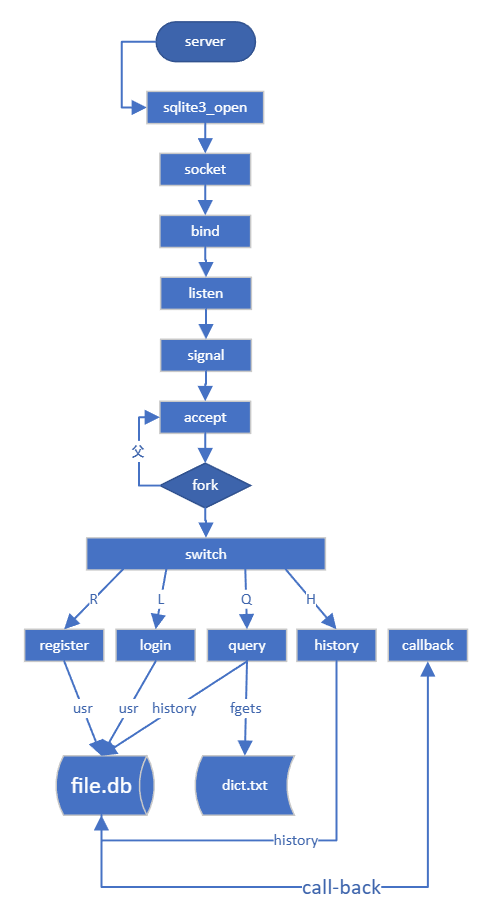 server
sqlite3_open
socket
bind
listen
signal
accept
父
fork
switch
R
L
Q
H
register
login
query
history
callback
usr
usr
history
fgets
file.db
dict.txt
history
call-back